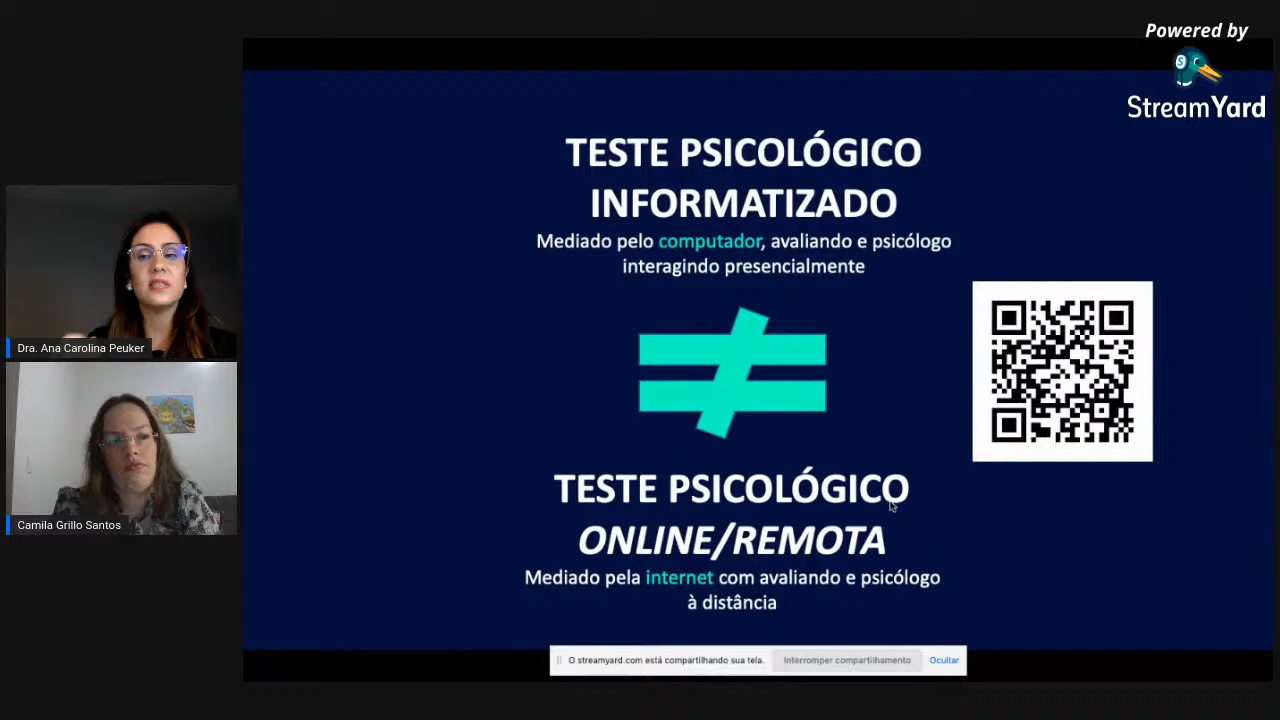 Powered by
StreamYard
TESTE PSICOLÓGICO
INFORMATIZADO
Mediado pelo computador, avaliando e psicólogo
interagindo presencialmente
TESTE PSICOLÓGICO
ONLINE/REMOTA
Mediado pela internet com avaliando e psicólogo
à distância
Dra. Ana Carolina Peuker
Camila Grillo Santos
O streamyard.com está compartilhando sua tela.
Interromper compartilhamento
Ocultar